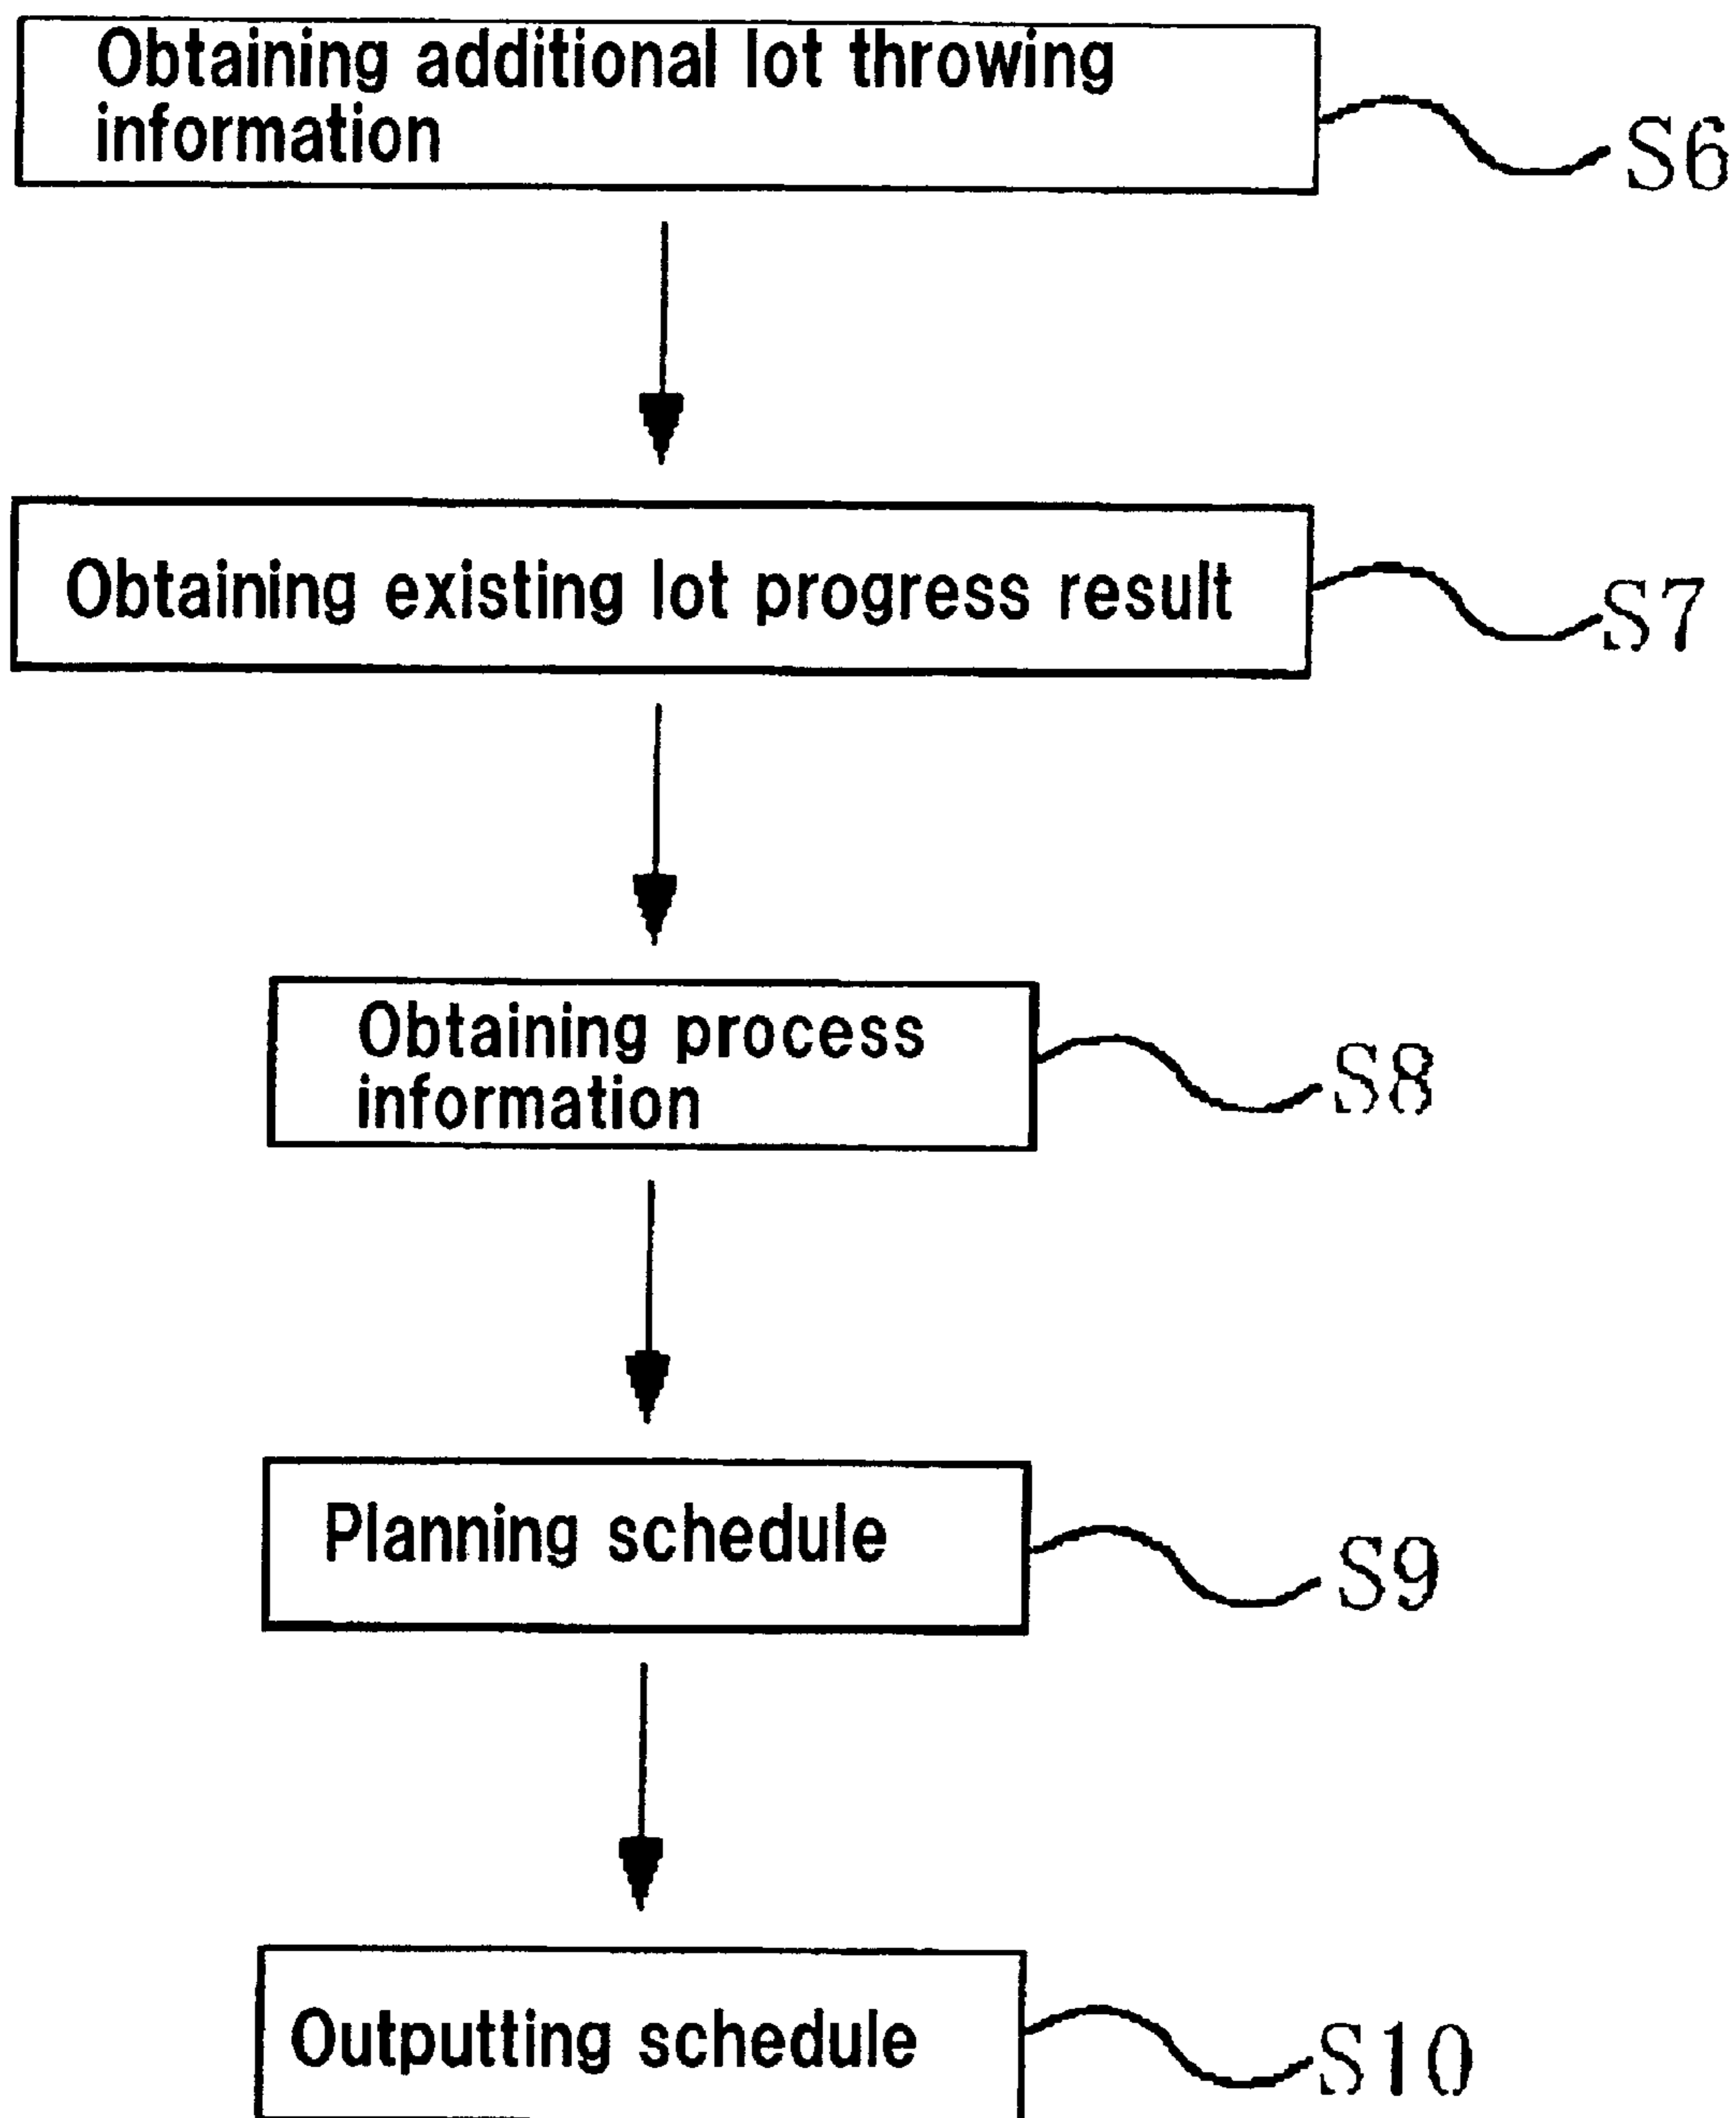 Obtaining additional lot throwing
information
S6
Obtaining existing lot progress result
S7
Obtaining process
information
S8
Planning schedule
S9
Outputting schedule
S10